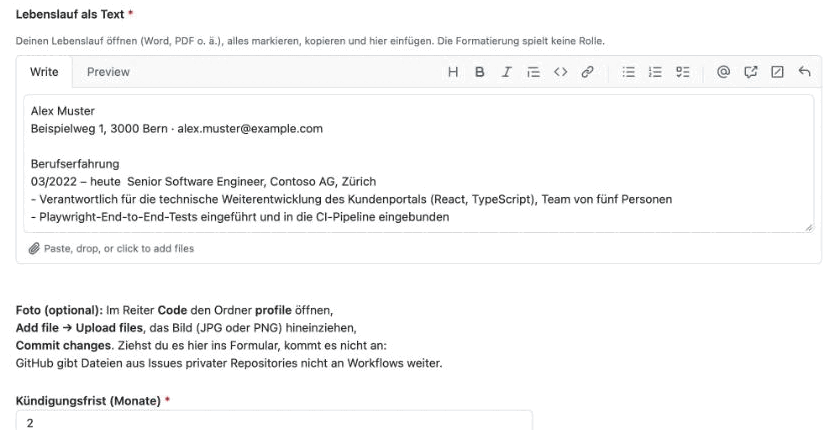 Lebenslauf als Text *
Deinen Lebenslauf öffnen (Word, PDF o. ä.), alles markieren, kopieren und hier einfügen. Die Formatierung spielt keine Rolle.
Write Preview
Alex Muster
Beispielweg 1, 3000 Bern · alex.muster@example.com
Berufserfahrung
03/2022 – heute  Senior Software Engineer, Contoso AG, Zürich
- Verantwortlich für die technische Weiterentwicklung des Kundenportals (React, TypeScript), Team von fünf Personen
- Playwright-End-to-End-Tests eingeführt und in die CI-Pipeline eingebunden
Paste, drop, or click to add files
Foto (optional): Im Reiter Code den Ordner profile öffnen,
Add file → Upload files, das Bild (JPG oder PNG) hineinziehen,
Commit changes. Ziehst du es hier ins Formular, kommt es nicht an:
GitHub gibt Dateien aus Issues privater Repositories nicht an Workflows weiter.
Kündigungsfrist (Monate) *
2